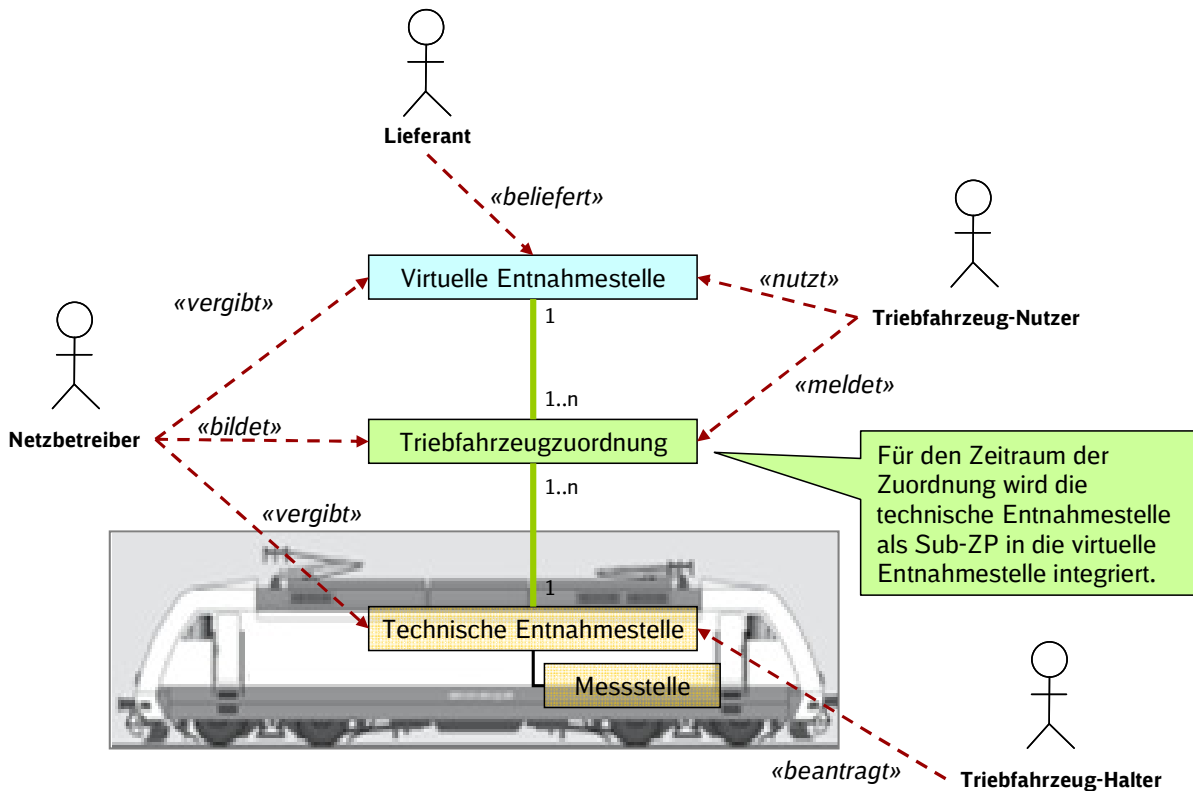 Lieferant
«beliefert»
Triebfahrzeug-Nutzer
«nutzt»
«meldet»
Virtuelle Entnahmestelle
1
1..n
Netzbetreiber
«vergibt»
«bildet»
«vergibt»
Triebfahrzeugzuordnung
1..n
1
Für den Zeitraum der
Zuordnung wird die
technische Entnahmestelle
als Sub-ZP in die virtuelle
Entnahmestelle integriert.
Technische Entnahmestelle
Messstelle
«beantragt»
Triebfahrzeug-Halter